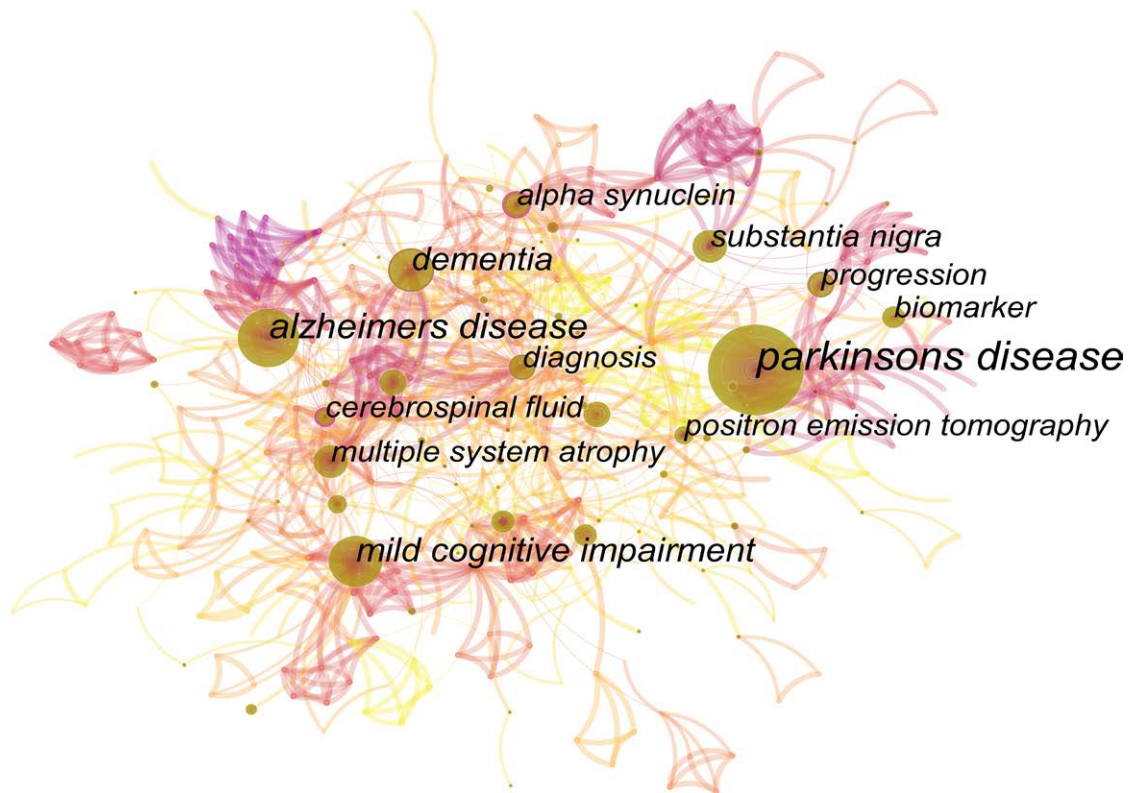 alpha synuclein
substantia nigra
dementia
progression
biomarker
alzheimers disease
diagnosis
parkinsons disease
cerebrospinal fluid
positron emission tomography
multiple system atrophy
mild cognitive impairment